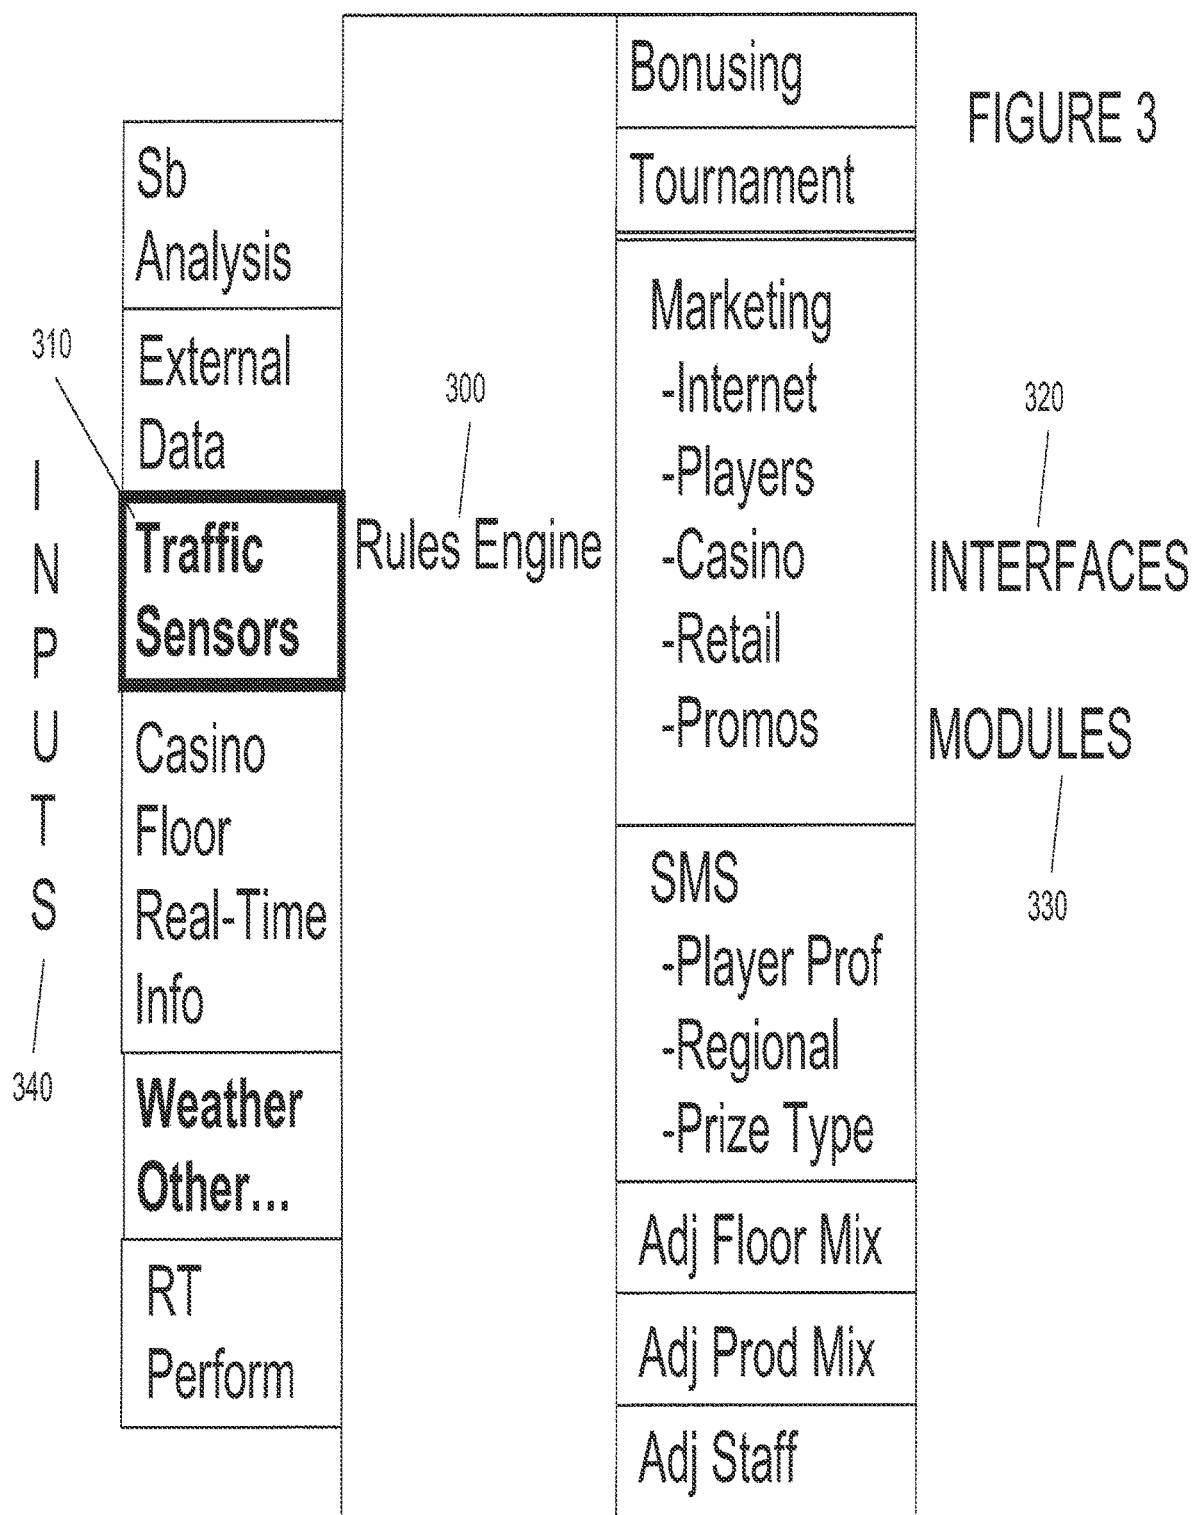 FIGURE 3
310
I
N
P
U
T
S
340
Sb
Analysis
External
Data
Traffic
Sensors
Casino
Floor
Real-Time
Info
Weather
Other...
RT
Perform
300
Rules Engine
Bonusing
Tournament
Marketing
-Internet
-Players
-Casino
-Retail
-Promos
SMS
-Player Prof
-Regional
-Prize Type
Adj Floor Mix
Adj Prod Mix
Adj Staff
320
INTERFACES
MODULES
330